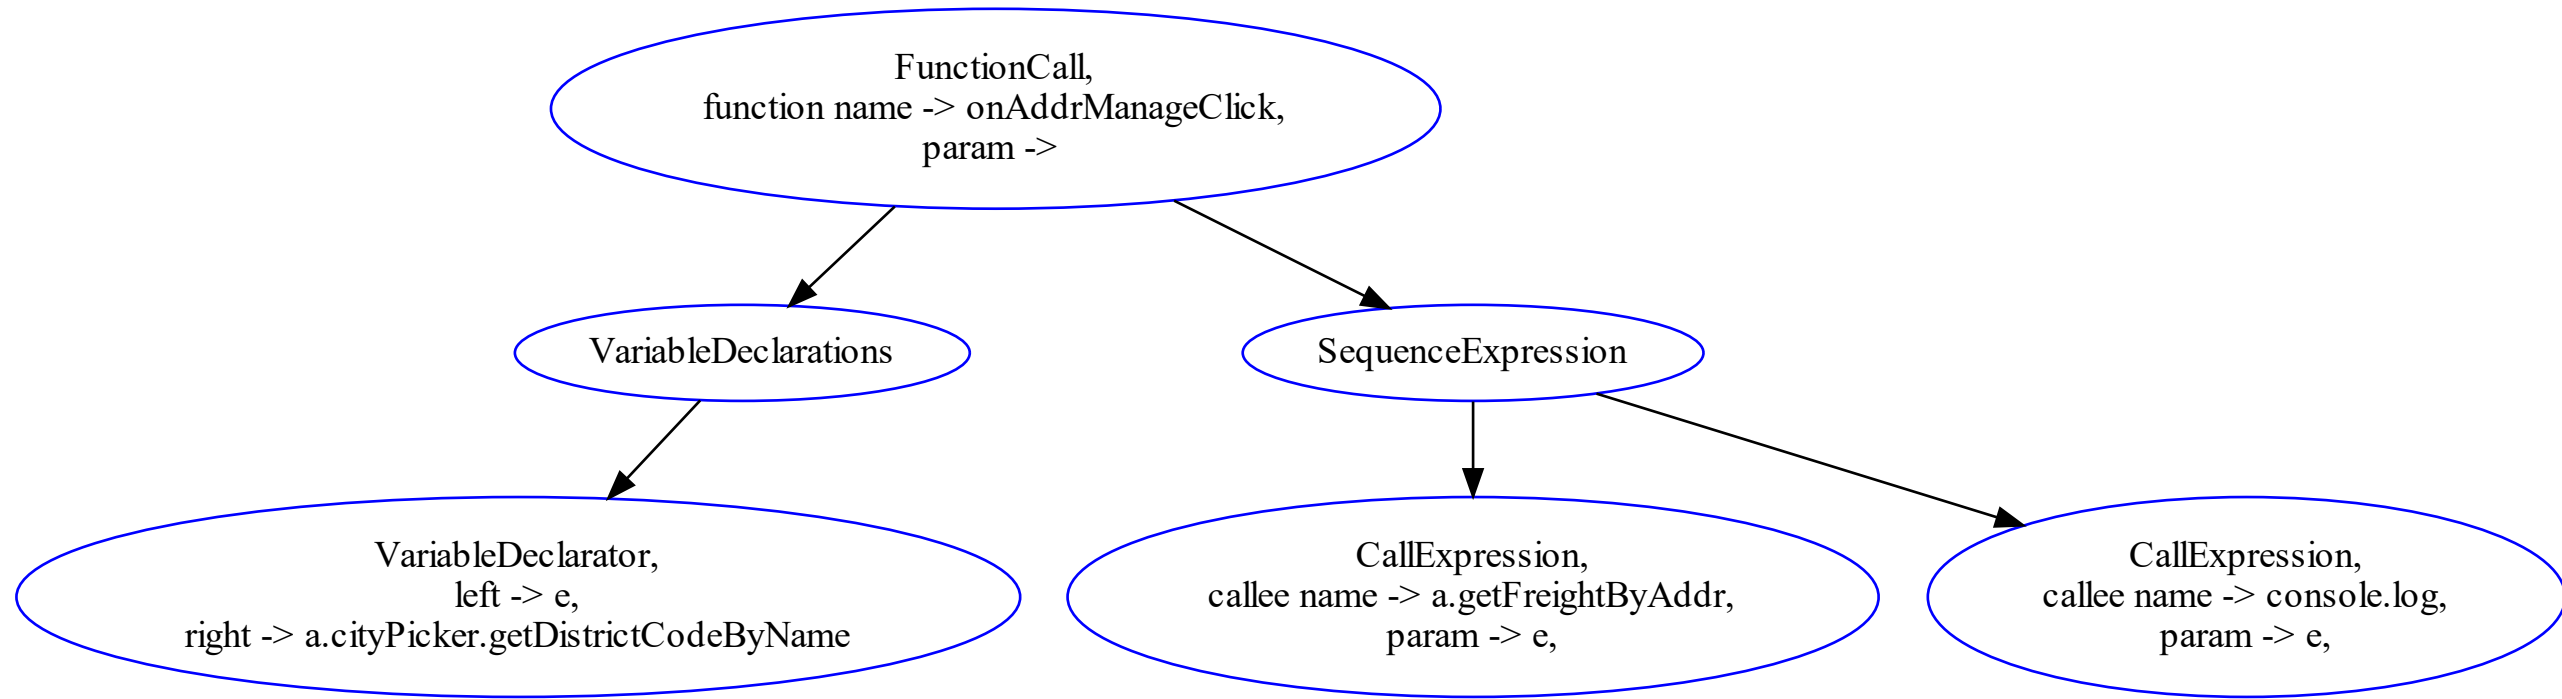 FunctionCall,
function name -> onAddrManageClick,
param ->
VariableDeclarations
SequenceExpression
VariableDeclarator,
left -> e,
right -> a.cityPicker.getDistrictCodeByName
CallExpression,
callee name -> a.getFreightByAddr,
param -> e,
CallExpression,
callee name -> console.log,
param -> e,